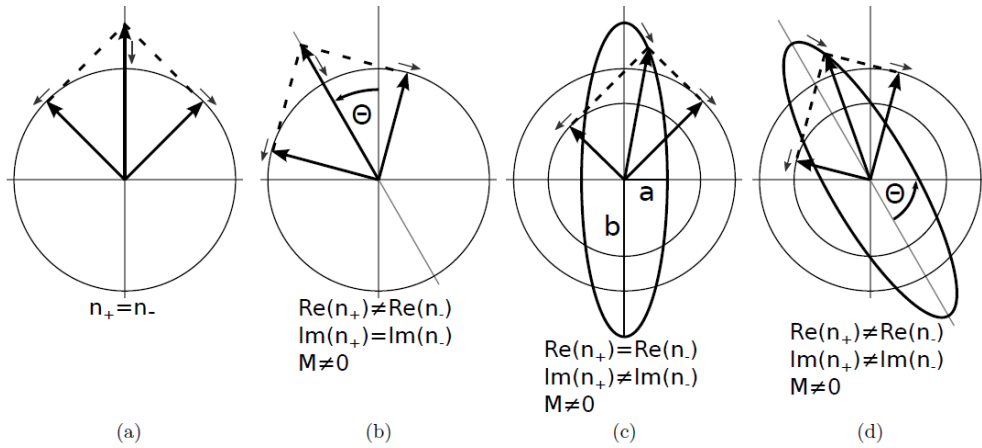 Θ
a
b
Θ
n₊=n₋
Re(n₊)≠Re(n₋)
Im(n₊)=Im(n₋)
M≠0
Re(n₊)=Re(n₋)
Im(n₊)≠Im(n₋)
M≠0
Re(n₊)≠Re(n₋)
Im(n₊)≠Im(n₋)
M≠0
(a)
(b)
(c)
(d)